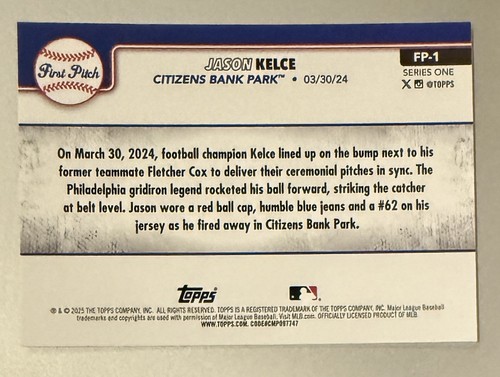 First Pitch
JASON KELCE
CITIZENS BANK PARK™ • 03/30/24
FP-1
SERIES ONE
X @TOPPS
On March 30, 2024, football champion Kelce lined up on the bump next to his
former teammate Fletcher Cox to deliver their ceremonial pitches in sync. The
Philadelphia gridiron legend rocketed his ball forward, striking the catcher
at belt level. Jason wore a red ball cap, humble blue jeans and a #62 on his
jersey as he fired away in Citizens Bank Park.
Topps
® & © 2025 THE TOPPS COMPANY, INC. ALL RIGHTS RESERVED. TOPPS IS A REGISTERED TRADEMARK OF THE TOPPS COMPANY, INC. Major League Baseball
trademarks and copyrights are used with permission of Major League Baseball. Visit MLB.com. OFFICIALLY LICENSED PRODUCT OF MLB.
WWW.TOPPS.COM. CODE#CMP097747